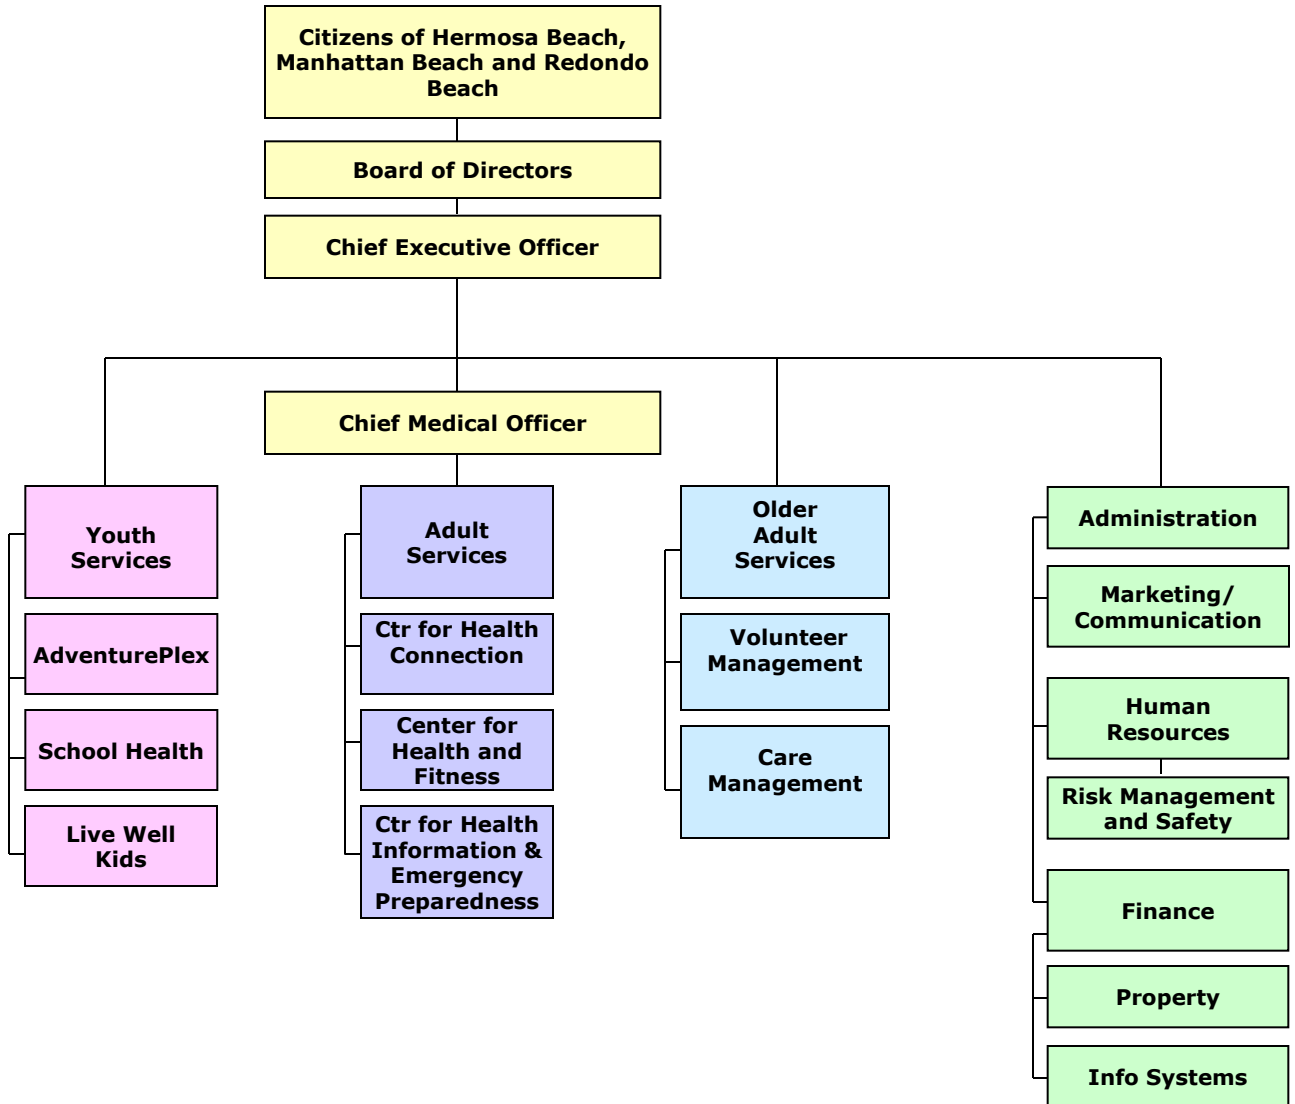 Citizens of Hermosa Beach,
Manhattan Beach and Redondo
Beach
Board of Directors
Chief Executive Officer
Chief Medical Officer
Youth
Services
AdventurePlex
School Health
Live Well
Kids
Adult
Services
Ctr for Health
Connection
Center for
Health and
Fitness
Ctr for Health
Information &
Emergency
Preparedness
Older
Adult
Services
Volunteer
Management
Care
Management
Administration
Marketing/
Communication
Human
Resources
Risk Management
and Safety
Finance
Property
Info Systems